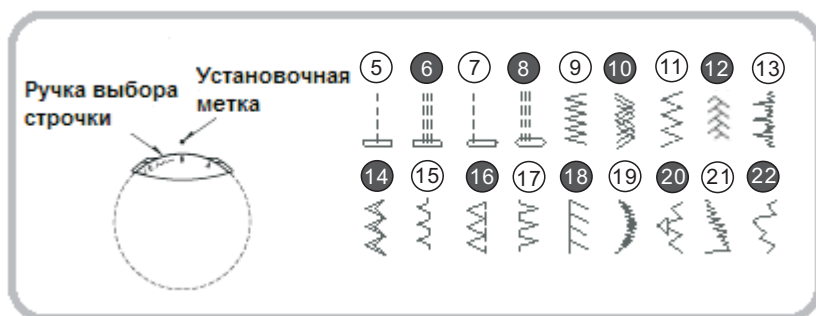 Ручка выбора
строчки
Установочная
метка
5 6 7 8 9 10 11 12 13
14 15 16 17 18 19 20 21 22